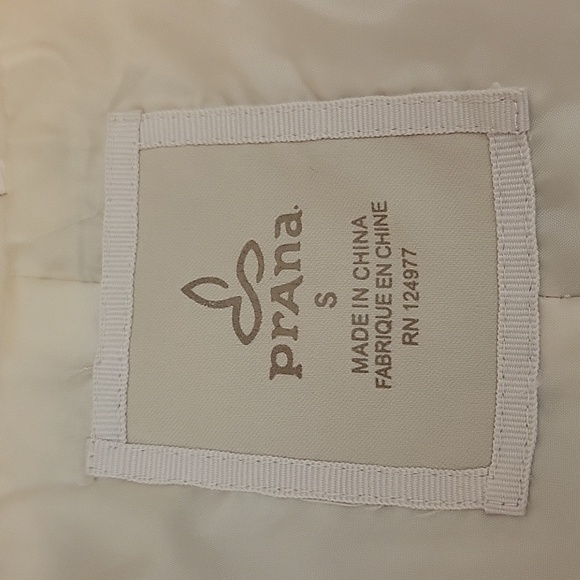 prAna
S
MADE IN CHINA
FABRIQUE EN CHINE
RN 124977